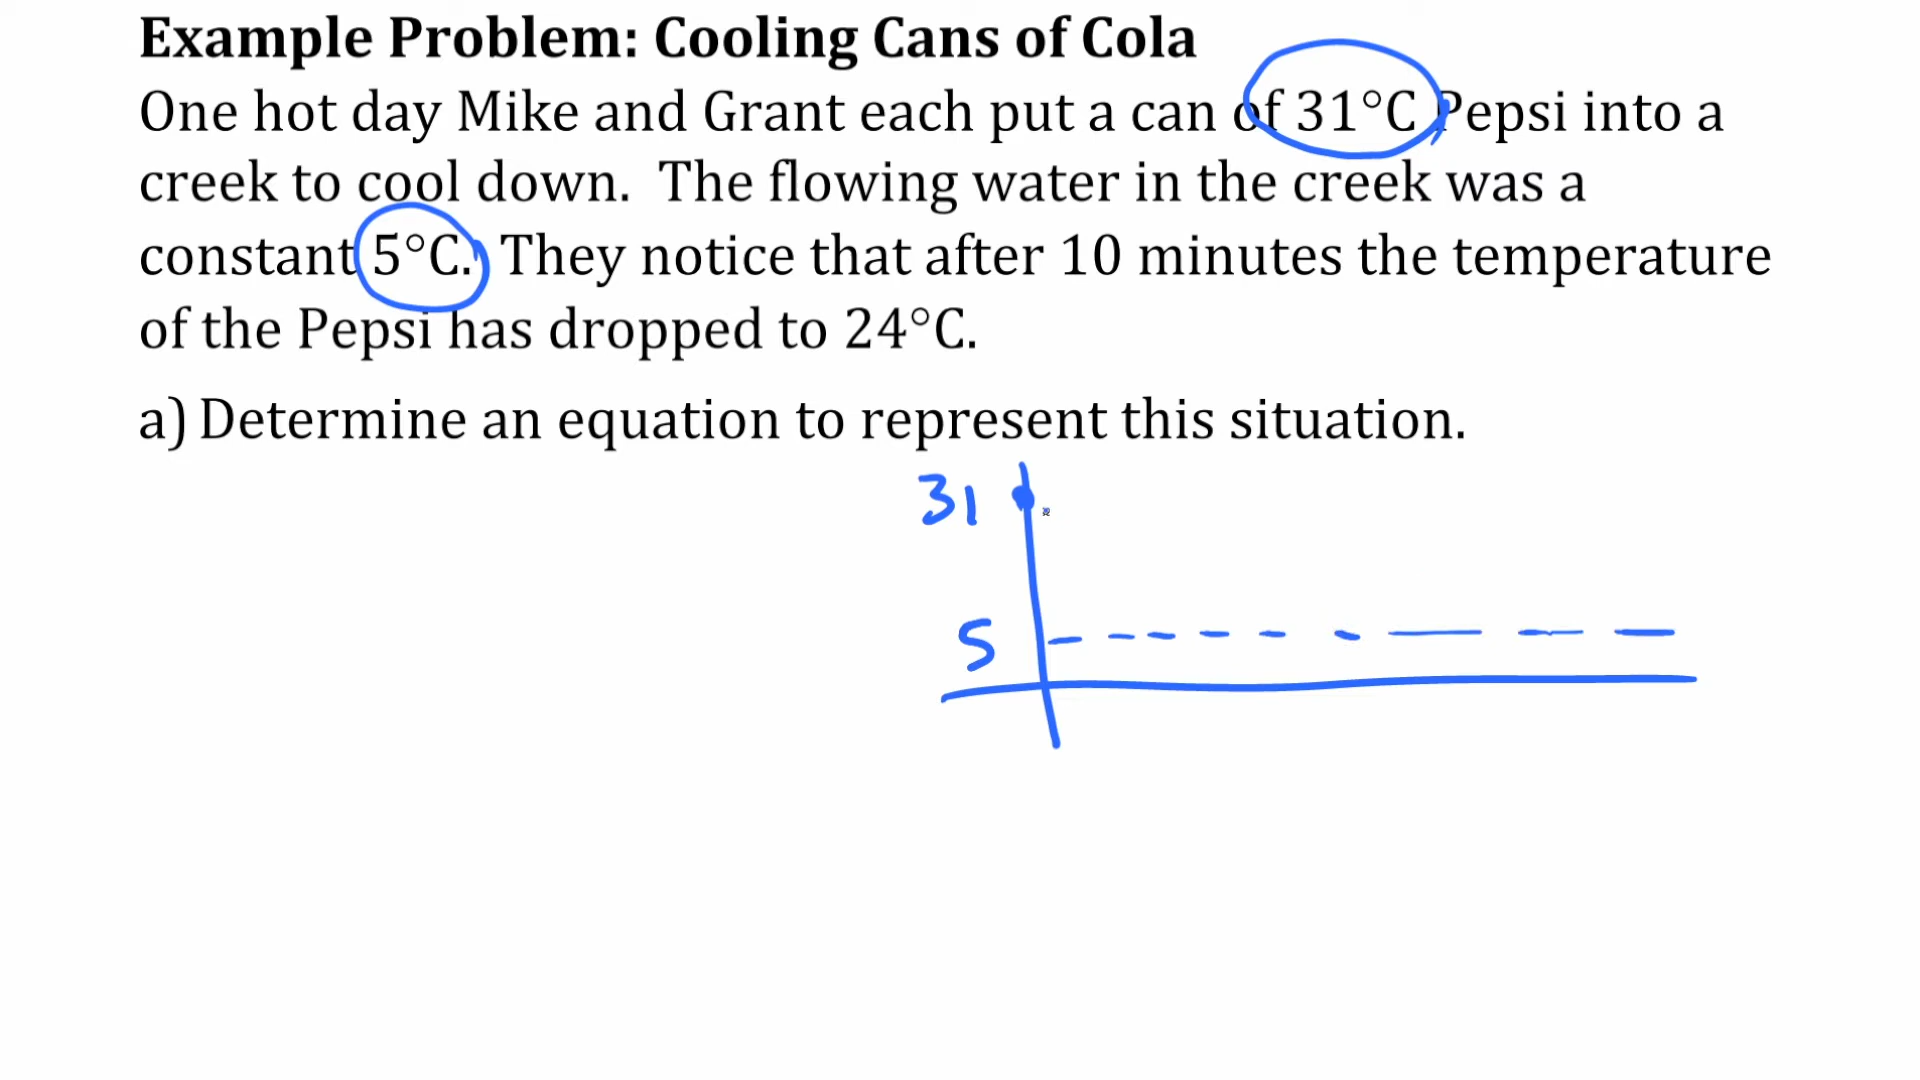 Example Problem: Cooling Cans of Cola
One hot day Mike and Grant each put a can of 31°C Pepsi into a
creek to cool down.  The flowing water in the creek was a
constant 5°C.  They notice that after 10 minutes the temperature
of the Pepsi has dropped to 24°C.
a) Determine an equation to represent this situation.
31
5